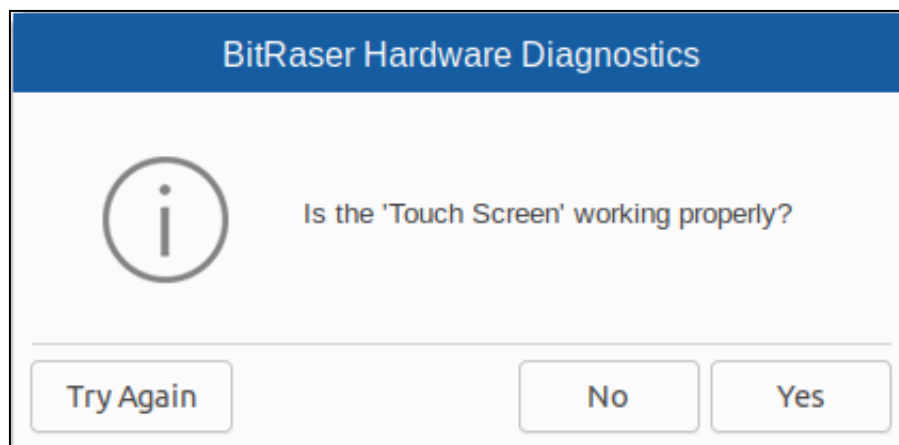 BitRaser Hardware Diagnostics
Is the 'Touch Screen' working properly?
Try Again No Yes